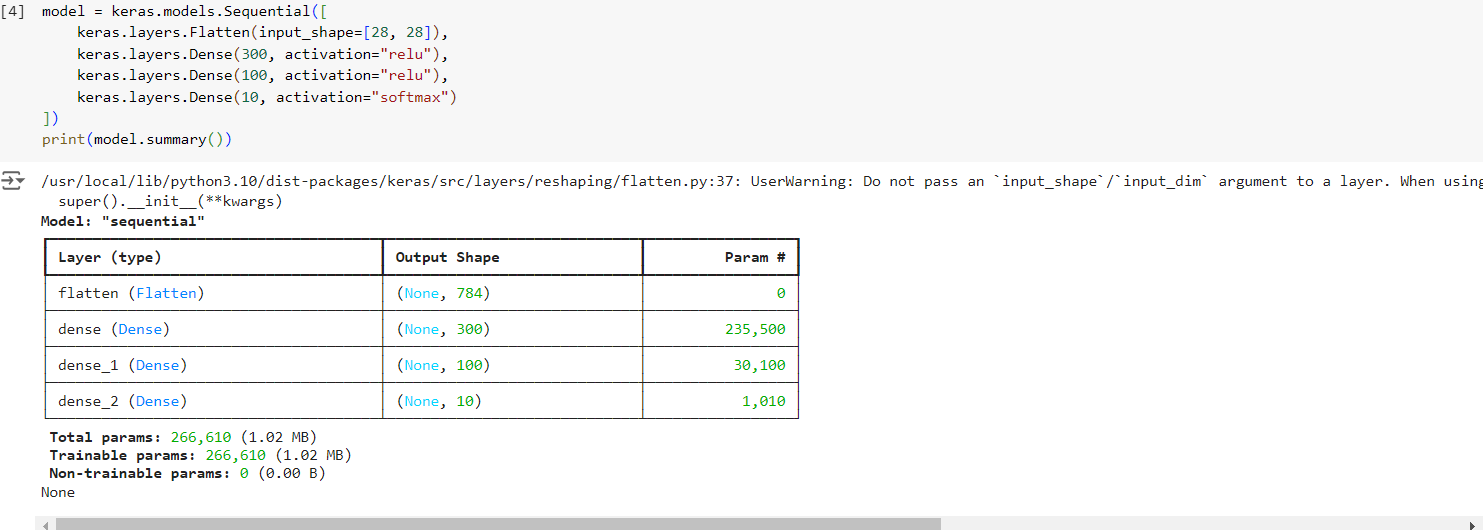 [4] model = keras.models.Sequential([
keras.layers.Flatten(input_shape=[28, 28]),
keras.layers.Dense(300, activation="relu"),
keras.layers.Dense(100, activation="relu"),
keras.layers.Dense(10, activation="softmax")
])
print(model.summary())
/usr/local/lib/python3.10/dist-packages/keras/src/layers/reshaping/flatten.py:37: UserWarning: Do not pass an `input_shape`/`input_dim` argument to a layer. When using
super().__init__(**kwargs)
Model: "sequential"
Layer (type) Output Shape Param #
flatten (Flatten) (None, 784) 0
dense (Dense) (None, 300) 235,500
dense_1 (Dense) (None, 100) 30,100
dense_2 (Dense) (None, 10) 1,010
Total params: 266,610 (1.02 MB)
Trainable params: 266,610 (1.02 MB)
Non-trainable params: 0 (0.00 B)
None